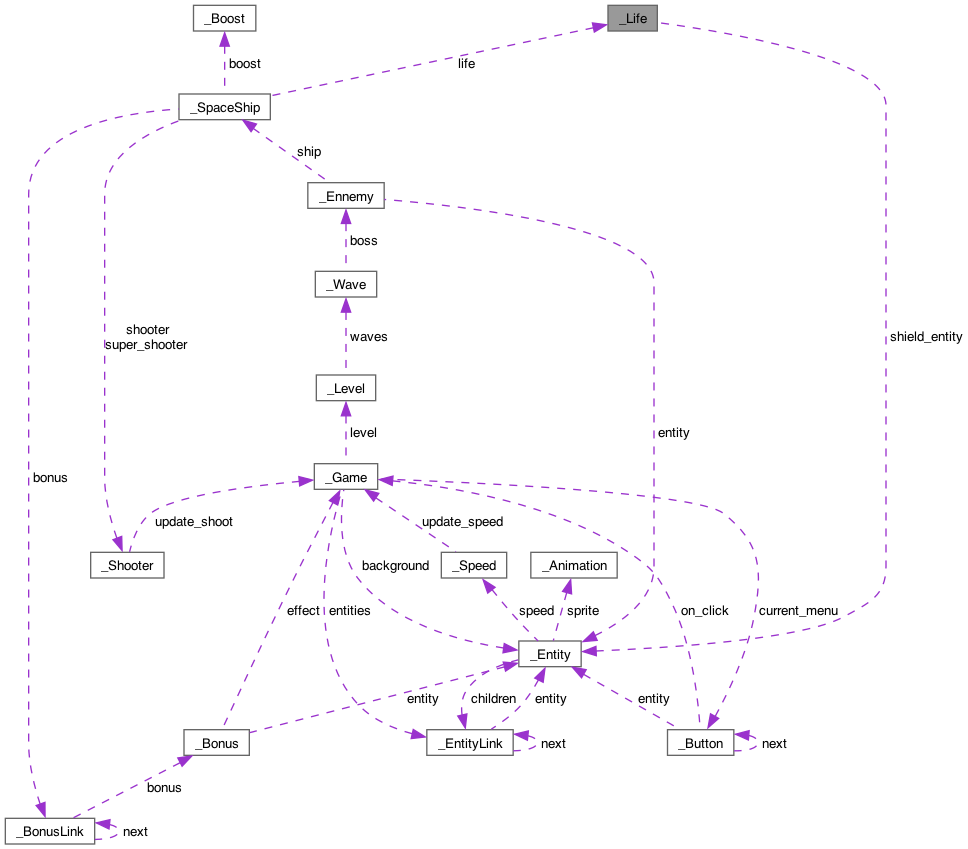 _Boost
_Life
boost
life
_SpaceShip
ship
_Ennemy
boss
_Wave
shooter
super_shooter
waves
shield_entity
_Level
level
entity
bonus
_Game
update_shoot
update_speed
_Shooter
background
_Speed
_Animation
effect
entities
speed
sprite
on_click
current_menu
_Entity
entity
children
entity
entity
_Bonus
_EntityLink
next
_Button
next
bonus
_BonusLink
next